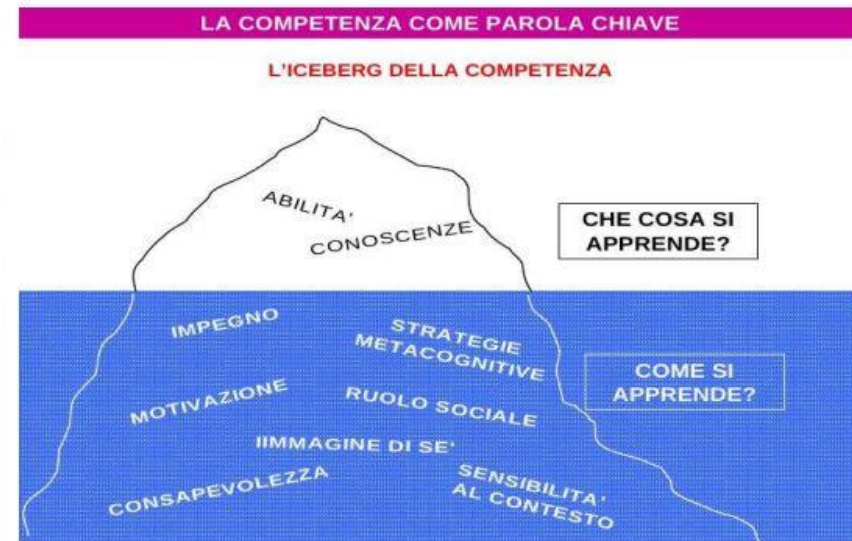 LA COMPETENZA COME PAROLA CHIAVE
L'ICEBERG DELLA COMPETENZA
ABILITA'
CONOSCENZE
CHE COSA SI
APPRENDE?
IMPEGNO
STRATEGIE
METACOGNITIVE
COME SI
APPRENDE?
MOTIVAZIONE
RUOLO SOCIALE
IIMMAGINE DI SE'
CONSAPEVOLEZZA
SENSIBILITA'
AL CONTESTO